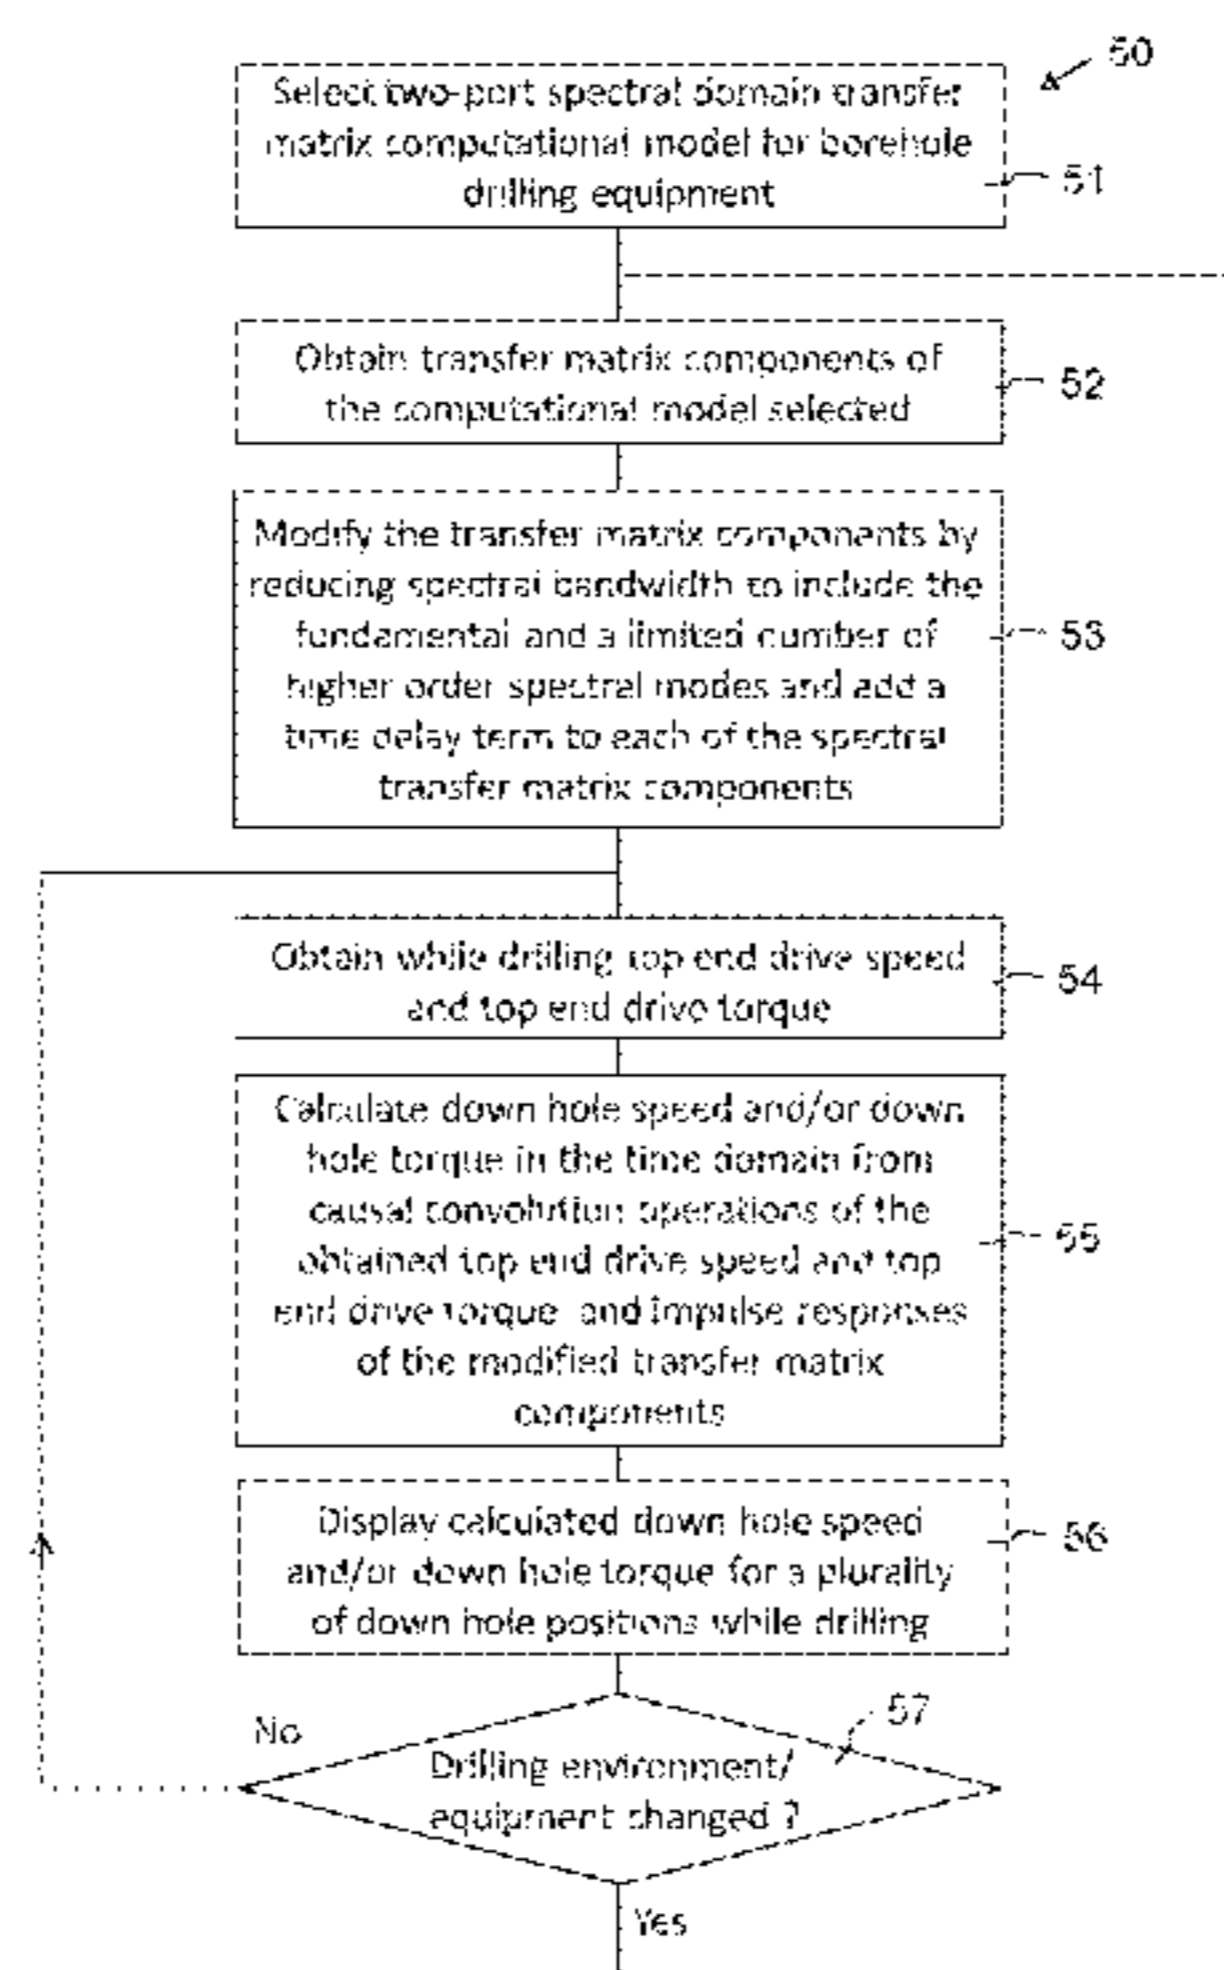 50
Select two-port spectral domain transfer
matrix computational model for borehole
drilling equipment
51
Obtain transfer matrix components of
the computational model selected
52
Modify the transfer matrix components by
reducing spectral bandwidth to include the
fundamental and a limited number of
higher order spectral modes and add a
time delay term to each of the spectral
transfer matrix components
53
Obtain while drilling top end drive speed
and top end drive torque
54
Calculate down hole speed and/or down
hole torque in the time domain from
causal convolution operations of the
obtained top end drive speed and top
end drive torque and impulse responses
of the modified transfer matrix
components
55
Display calculated down hole speed
and/or down hole torque for a plurality
of down hole positions while drilling
56
57
No
Drilling environment/
equipment changed ?
Yes